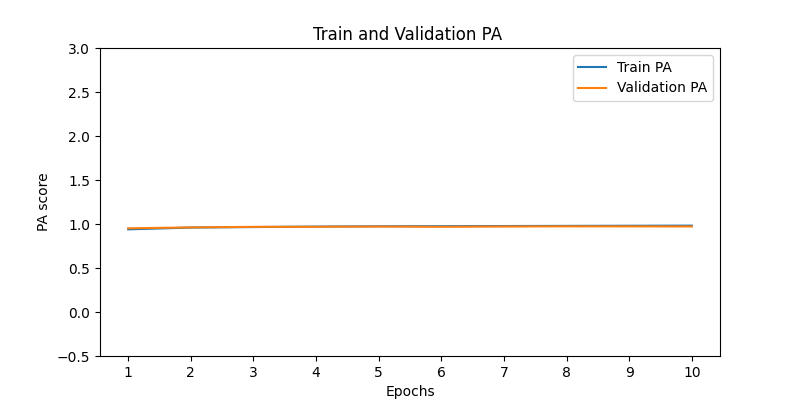 Train and Validation PA
3.0
2.5
2.0
1.5
1.0
0.5
0.0
−0.5
PA score
Train PA
Validation PA
1 2 3 4 5 6 7 8 9 10
Epochs